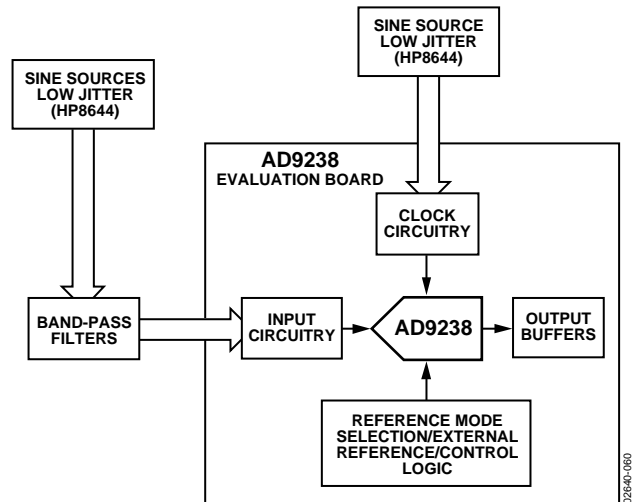 SINE SOURCE
LOW JITTER
(HP8644)
SINE SOURCES
LOW JITTER
(HP8644)
AD9238
EVALUATION BOARD
CLOCK
CIRCUITRY
BAND-PASS
FILTERS
INPUT
CIRCUITRY
AD9238
OUTPUT
BUFFERS
REFERENCE MODE
SELECTION/EXTERNAL
REFERENCE/CONTROL
LOGIC
02640-060